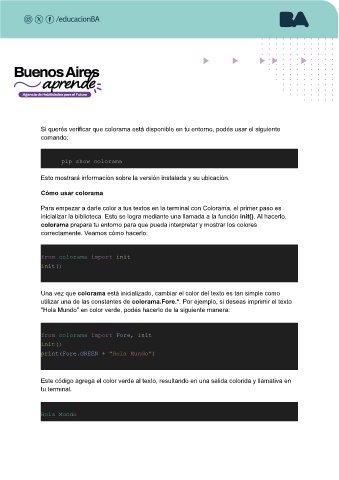 /educacionBA
BA
Buenos Aires
aprende
Agencia de Habilidades para el Futuro
Si querés verificar que colorama está disponible en tu entorno, podés usar el siguiente
comando:
pip show colorama
Esto mostrará información sobre la versión instalada y su ubicación.
Cómo usar colorama
Para empezar a darle color a tus textos en la terminal con Colorama, el primer paso es
inicializar la biblioteca. Esto se logra mediante una llamada a la función init(). Al hacerlo,
colorama prepara tu entorno para que pueda interpretar y mostrar los colores
correctamente. Veamos cómo hacerlo:
from colorama import init
init()
Una vez que colorama está inicializado, cambiar el color del texto es tan simple como
utilizar una de las constantes de colorama.Fore.*. Por ejemplo, si deseas imprimir el texto
"Hola Mundo" en color verde, podés hacerlo de la siguiente manera:
from colorama import Fore, init
init()
print(Fore.GREEN + "Hola Mundo")
Este código agrega el color verde al texto, resultando en una salida colorida y llamativa en
tu terminal.
Hola Mundo